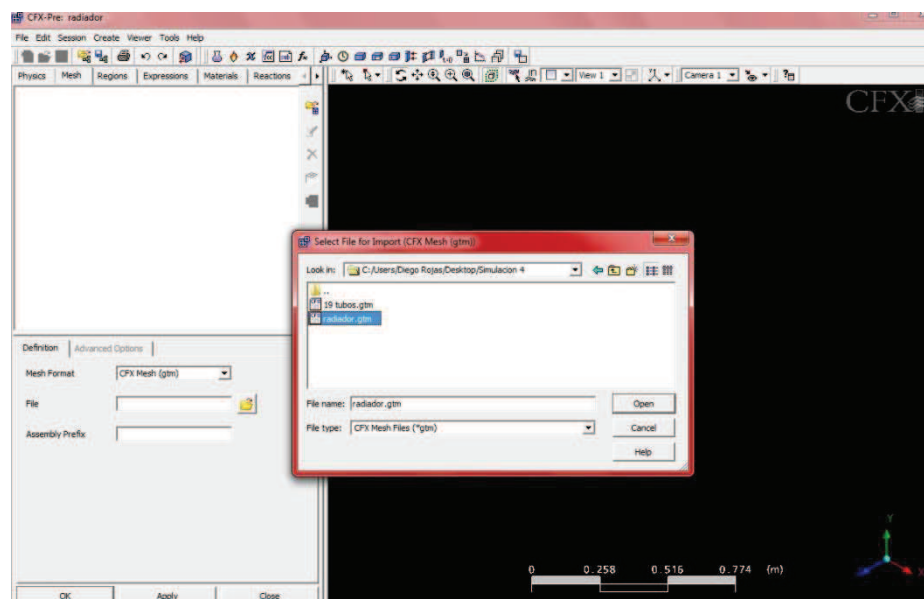 CFX-Pre: radiador
File Edit Session Create Viewer Tools Help
Physics Mesh Regions Expressions Materials Reactions
View 1 Camera 1
CFX
Select File for Import (CFX Mesh (gtm))
Look in: C:/Users/Diego Rojas/Desktop/Simulacion 4
..
19 tubos.gtm
radiador.gtm
File name: radiador.gtm Open
File type: CFX Mesh Files (*gtm) Cancel
Help
Definition Advanced Options
Mesh Format CFX Mesh (gtm)
File
Assembly Prefix
Y
X
0 0.258 0.516 0.774 (m)
OK Apply Close